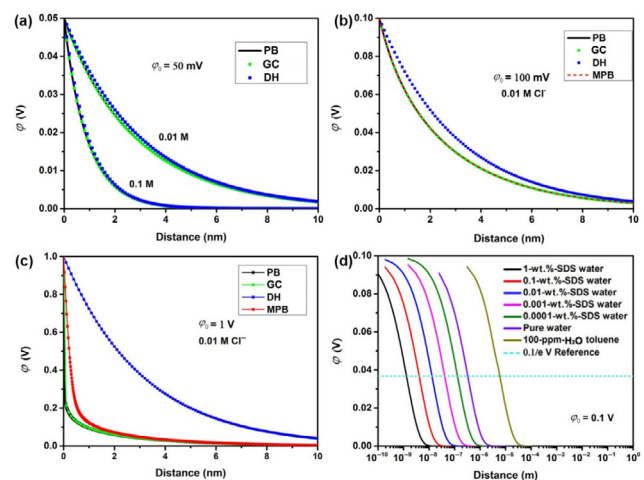 (a)
0.05
0.04
0.03
0.02
0.01
0.00
φ (V)
PB
GC
DH
φ₀ = 50 mV
0.01 M
0.1 M
0 2 4 6 8 10
Distance (nm)
(b)
0.10
0.08
0.06
0.04
0.02
0.00
φ (V)
PB
GC
DH
MPB
φ₀ = 100 mV
0.01 M Cl⁻
0 2 4 6 8 10
Distance (nm)
(c)
1.0
0.8
0.6
0.4
0.2
0.0
φ (V)
PB
GC
DH
MPB
φ₀ = 1 V
0.01 M Cl⁻
0 2 4 6 8 10
Distance (nm)
(d)
0.10
0.08
0.06
0.04
0.02
0.00
φ (V)
1-wt.%-SDS water
0.1-wt.%-SDS water
0.01-wt.%-SDS water
0.001-wt.%-SDS water
0.0001-wt.%-SDS water
Pure water
100-ppm-H₂O toluene
0.1/e V Reference
φ₀ = 0.1 V
10⁻¹⁰ 10⁻⁹ 10⁻⁸ 10⁻⁷ 10⁻⁶ 10⁻⁵ 10⁻⁴ 10⁻³ 10⁻² 10⁻¹ 10⁰
Distance (m)